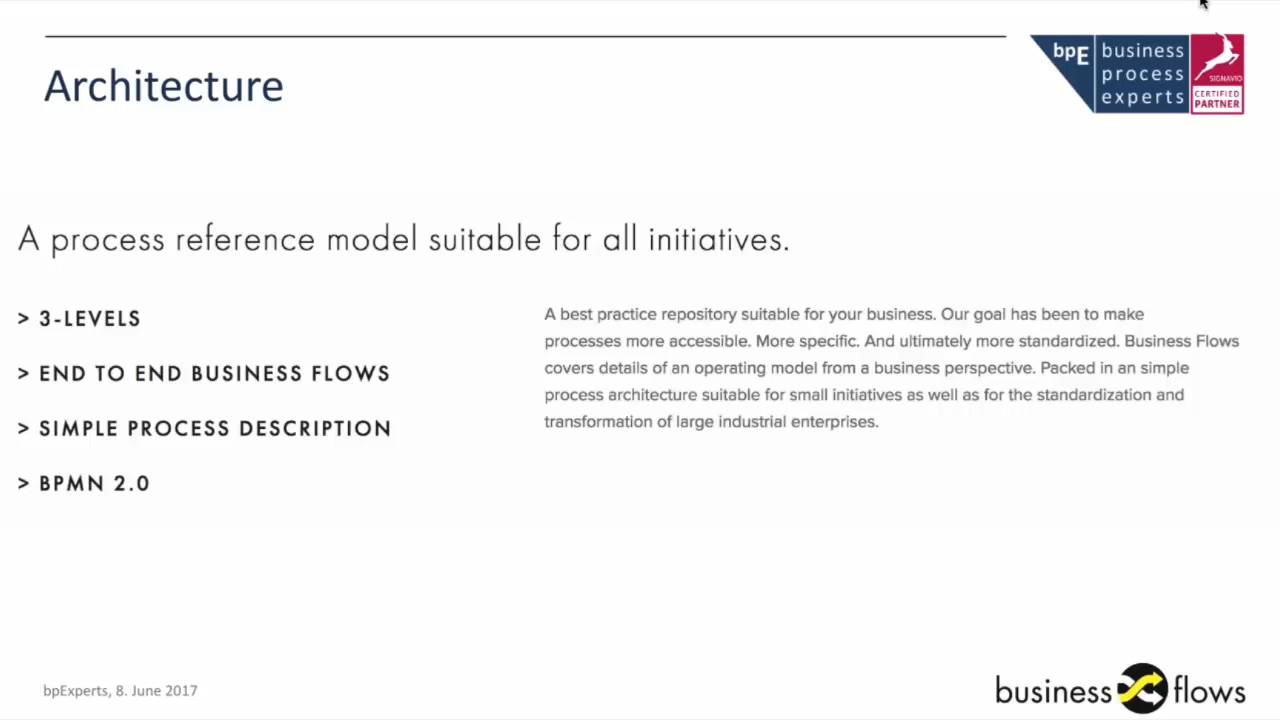 Architecture
bpE
business
process
experts
SIGNAVIO
CERTIFIED
PARTNER
A process reference model suitable for all initiatives.
> 3-LEVELS
> END TO END BUSINESS FLOWS
> SIMPLE PROCESS DESCRIPTION
> BPMN 2.0
A best practice repository suitable for your business. Our goal has been to make
processes more accessible. More specific. And ultimately more standardized. Business Flows
covers details of an operating model from a business perspective. Packed in an simple
process architecture suitable for small initiatives as well as for the standardization and
transformation of large industrial enterprises.
bpExperts, 8. June 2017
business flows